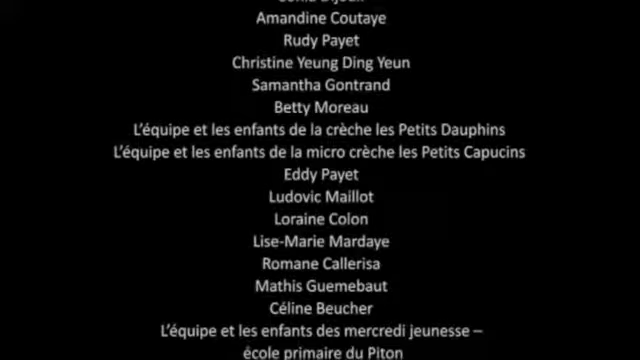 Amandine Coutaye
Rudy Payet
Christine Yeung Ding Yeun
Samantha Gontrand
Betty Moreau
L'équipe et les enfants de la crèche les Petits Dauphins
L'équipe et les enfants de la micro crèche les Petits Capucins
Eddy Payet
Ludovic Maillot
Loraine Colon
Lise-Marie Mardaye
Romane Callerisa
Mathis Guemebaut
Céline Beucher
L'équipe et les enfants des mercredi jeunesse –
école primaire du Piton